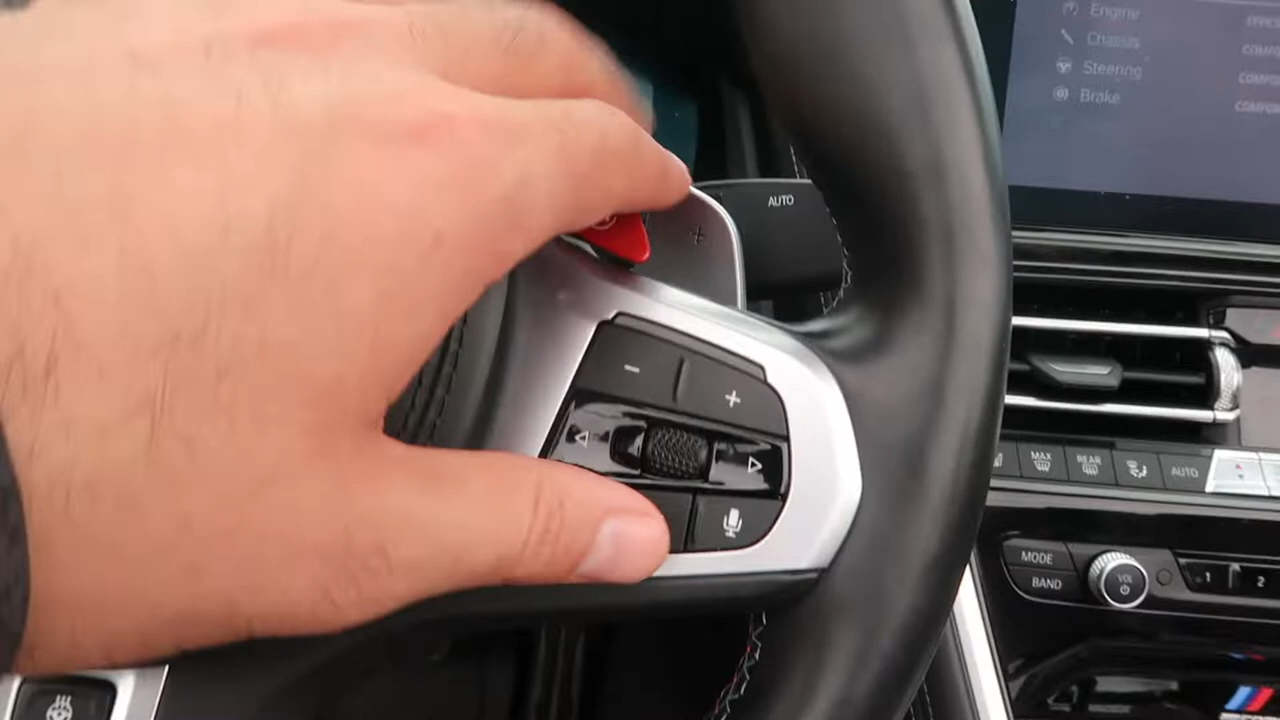 Engine
Chassis
Steering
Brake
AUTO
+
−
+
MAX
REAR
AUTO
MODE
BAND
VOL
1
2